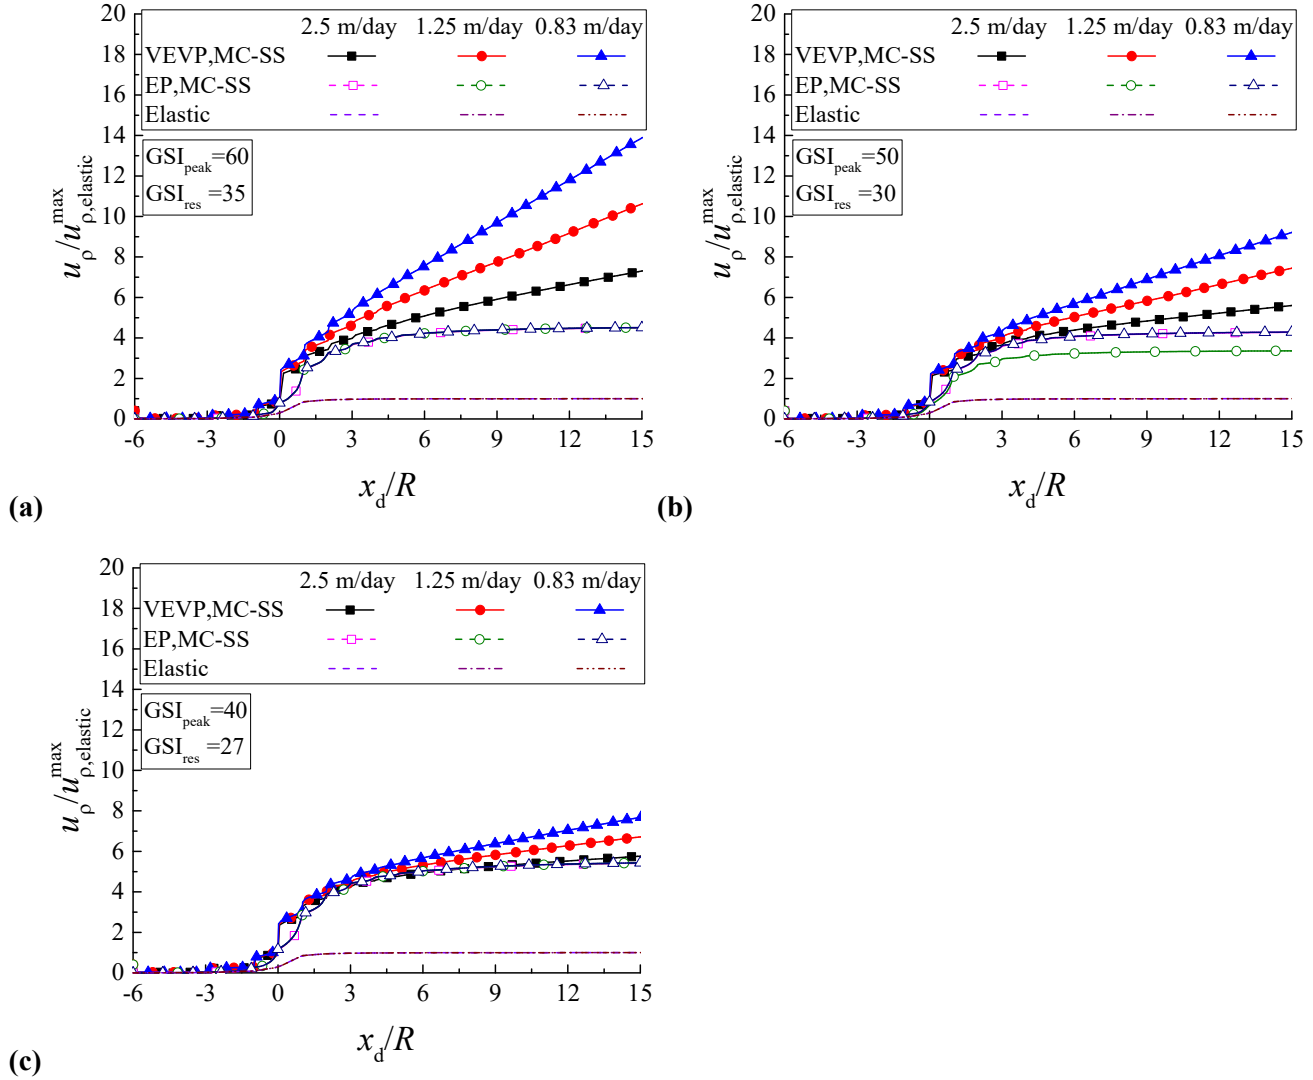 2.5 m/day 1.25 m/day 0.83 m/day
VEVP,MC-SS
EP,MC-SS
Elastic
GSIpeak=60
GSIres =35
uρ/uρ,elasticmax
20
18
16
14
12
10
8
6
4
2
0
-6 -3 0 3 6 9 12 15
xd/R
(a)
2.5 m/day 1.25 m/day 0.83 m/day
VEVP,MC-SS
EP,MC-SS
Elastic
GSIpeak=50
GSIres =30
uρ/uρ,elasticmax
20
18
16
14
12
10
8
6
4
2
0
-6 -3 0 3 6 9 12 15
xd/R
(b)
2.5 m/day 1.25 m/day 0.83 m/day
VEVP,MC-SS
EP,MC-SS
Elastic
GSIpeak=40
GSIres =27
uρ/uρ,elasticmax
20
18
16
14
12
10
8
6
4
2
0
-6 -3 0 3 6 9 12 15
xd/R
(c)